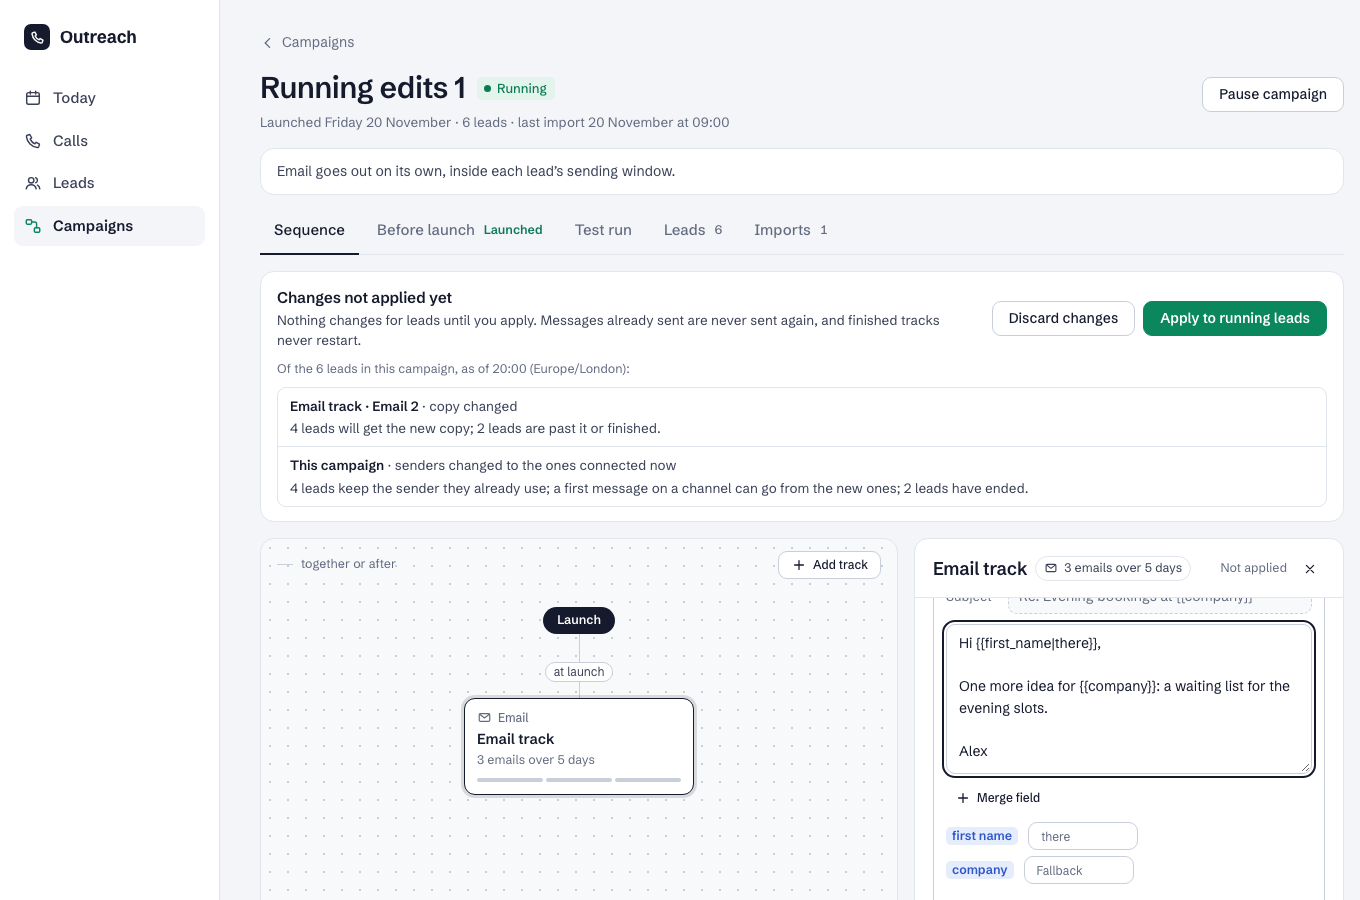 Outreach
Today
Calls
Leads
Campaigns
Campaigns
Running edits 1
Running
Launched Friday 20 November · 6 leads · last import 20 November at 09:00
Pause campaign
Email goes out on its own, inside each lead’s sending window.
Sequence
Before launch Launched
Test run
Leads 6
Imports 1
Changes not applied yet
Nothing changes for leads until you apply. Messages already sent are never sent again, and finished tracks
never restart.
Discard changes
Apply to running leads
Of the 6 leads in this campaign, as of 20:00 (Europe/London):
Email track · Email 2 · copy changed
4 leads will get the new copy; 2 leads are past it or finished.
This campaign · senders changed to the ones connected now
4 leads keep the sender they already use; a first message on a channel can go from the new ones; 2 leads have ended.
together or after
Add track
Launch
at launch
Email
Email track
3 emails over 5 days
Email track
3 emails over 5 days
Not applied
Subject Re: Evening bookings at {{company}}
Hi {{first_name|there}},
One more idea for {{company}}: a waiting list for the
evening slots.
Alex
Merge field
first name there
company Fallback